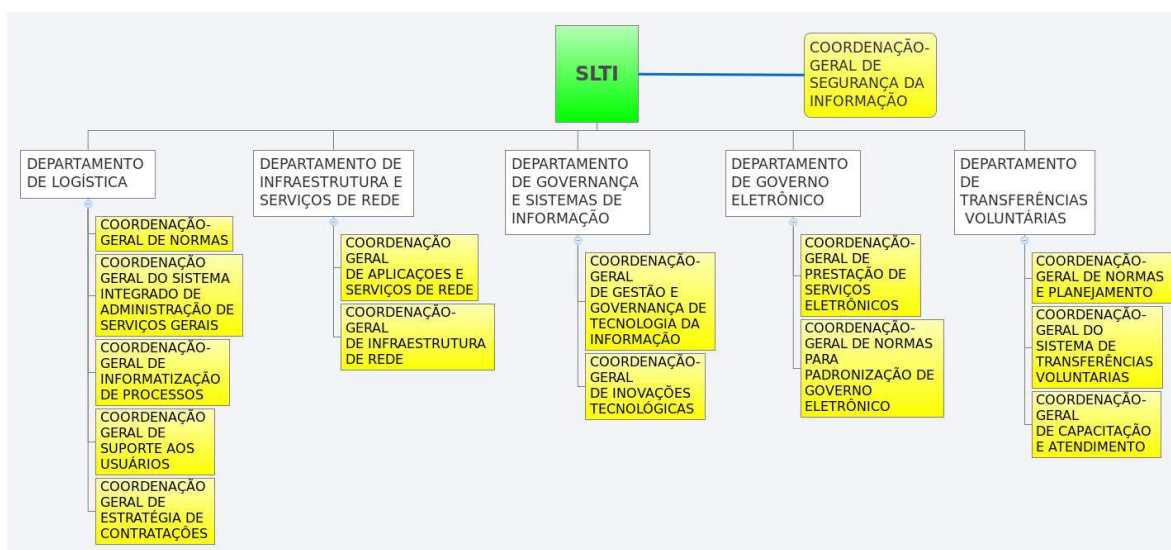 SLTI
COORDENAÇÃO-
GERAL DE
SEGURANÇA DA
INFORMAÇÃO
DEPARTAMENTO
DE LOGÍSTICA
COORDENAÇÃO-
GERAL DE NORMAS
COORDENAÇÃO
GERAL DO SISTEMA
INTEGRADO DE
ADMINISTRAÇÃO DE
SERVIÇOS GERAIS
COORDENAÇÃO-
GERAL DE
INFORMATIZAÇÃO
DE PROCESSOS
COORDENAÇÃO
GERAL DE
SUPORTE AOS
USUÁRIOS
COORDENAÇÃO
GERAL DE
ESTRATÉGIA DE
CONTRATAÇÕES
DEPARTAMENTO DE
INFRAESTRUTURA E
SERVIÇOS DE REDE
COORDENAÇÃO
GERAL
DE APLICAÇOES E
SERVIÇOS DE REDE
COORDENAÇÃO-
GERAL
DE INFRAESTRUTURA
DE REDE
DEPARTAMENTO
DE GOVERNANÇA
E SISTEMAS DE
INFORMAÇÃO
COORDENAÇÃO-
GERAL
DE GESTÃO E
GOVERNANÇA DE
TECNOLOGIA DA
INFORMAÇÃO
COORDENAÇÃO-
GERAL
DE INOVAÇÕES
TECNOLÓGICAS
DEPARTAMENTO
DE GOVERNO
ELETRÔNICO
COORDENAÇÃO-
GERAL DE
PRESTAÇÃO DE
SERVIÇOS
ELETRÔNICOS
COORDENAÇÃO-
GERAL DE NORMAS
PARA
PADRONIZAÇÃO DE
GOVERNO
ELETRÔNICO
DEPARTAMENTO
DE
TRANSFERÊNCIAS
VOLUNTÁRIAS
COORDENAÇÃO-
GERAL DE NORMAS
E PLANEJAMENTO
COORDENAÇÃO-
GERAL DO
SISTEMA DE
TRANSFERÊNCIAS
VOLUNTARIAS
COORDENAÇÃO-
GERAL
DE CAPACITAÇÃO
E ATENDIMENTO